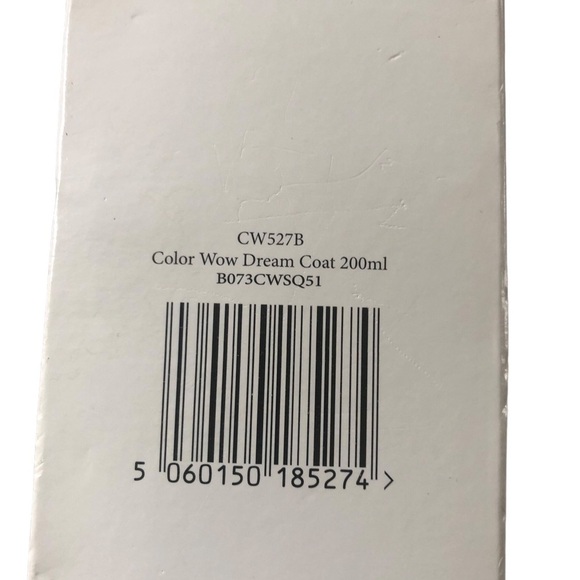 CW527B
Color Wow Dream Coat 200ml
B073CWSQ51
5 060150 185274 >